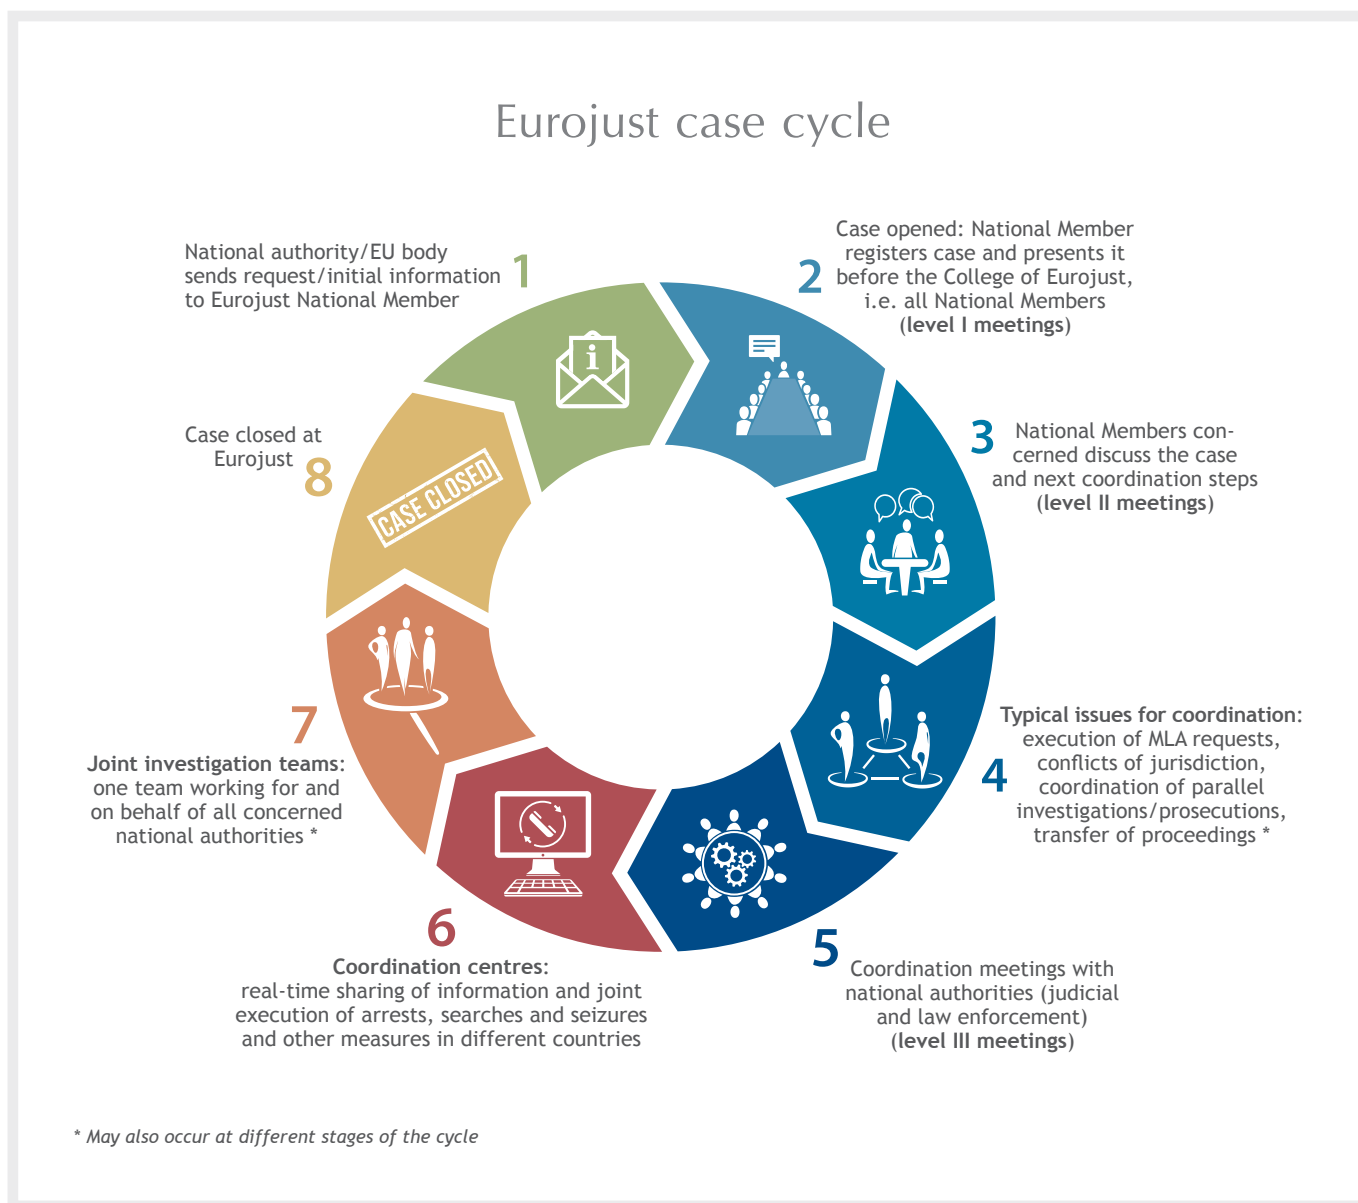 Eurojust case cycle
1
National authority/EU body
sends request/initial information
to Eurojust National Member
2
Case opened: National Member
registers case and presents it
before the College of Eurojust,
i.e. all National Members
(level I meetings)
3
National Members con-
cerned discuss the case
and next coordination steps
(level II meetings)
4
Typical issues for coordination:
execution of MLA requests,
conflicts of jurisdiction,
coordination of parallel
investigations/prosecutions,
transfer of proceedings *
5
Coordination meetings with
national authorities (judicial
and law enforcement)
(level III meetings)
6
Coordination centres:
real-time sharing of information and joint
execution of arrests, searches and seizures
and other measures in different countries
7
Joint investigation teams:
one team working for and
on behalf of all concerned
national authorities *
8
Case closed at
Eurojust
CASE CLOSED
i
* May also occur at different stages of the cycle